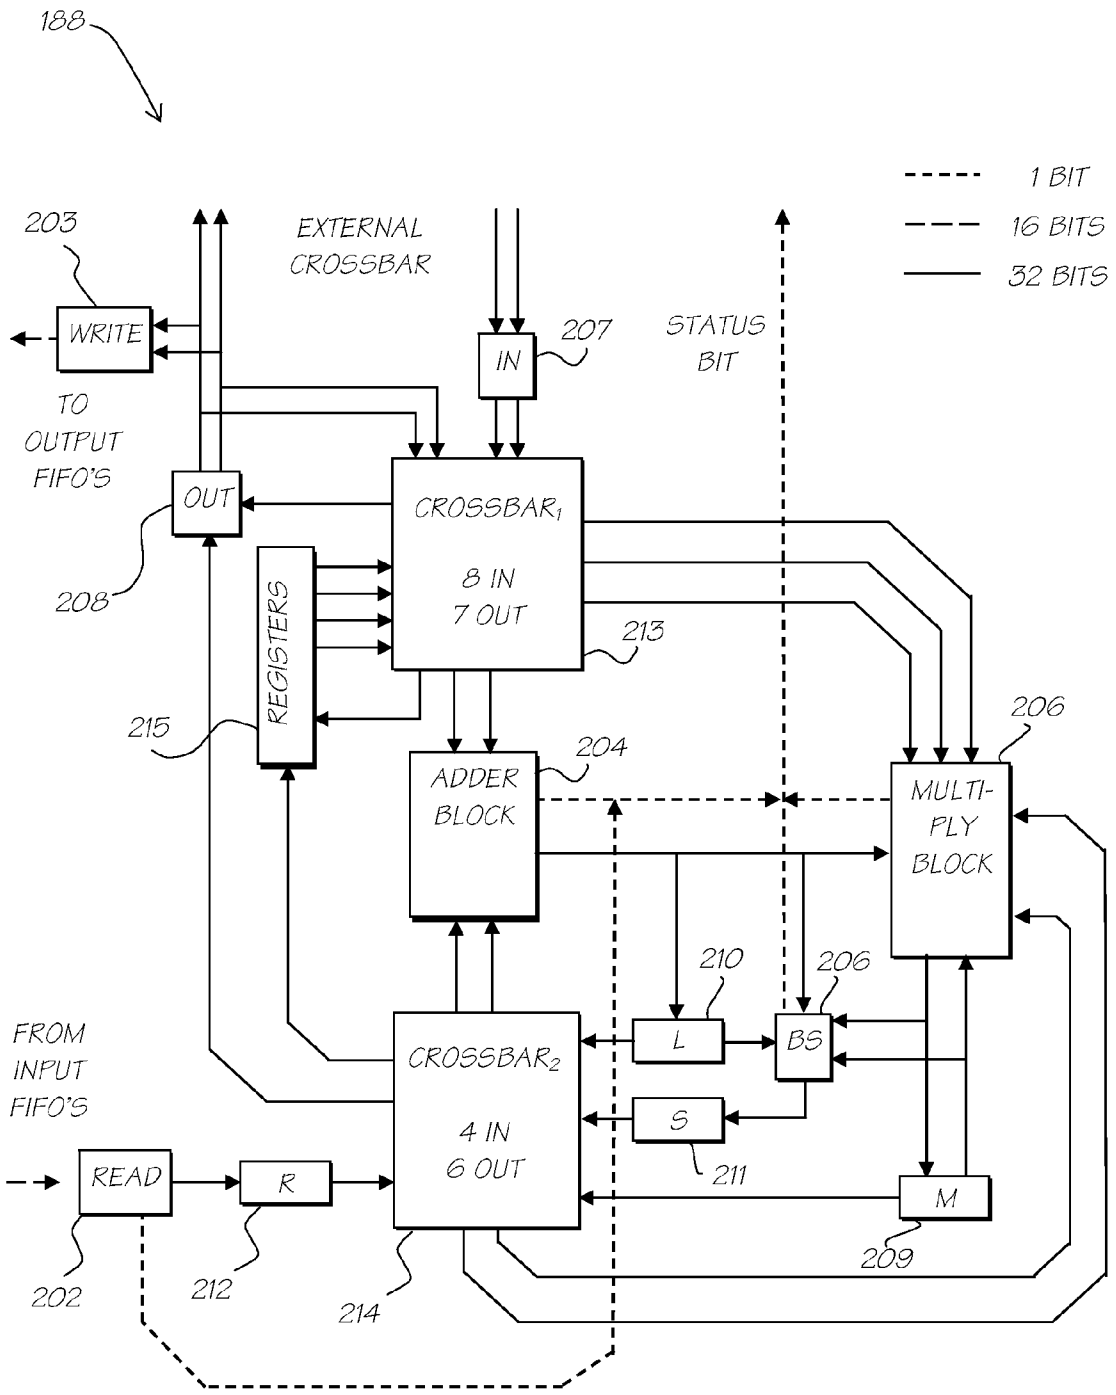 188
1 BIT
16 BITS
32 BITS
203
EXTERNAL
CROSSBAR
WRITE
207
IN
STATUS
BIT
TO
OUTPUT
FIFO'S
OUT
208
CROSSBAR₁
8 IN
7 OUT
213
REGISTERS
215
204
ADDER
BLOCK
206
MULTI-
PLY
BLOCK
210
206
L
BS
FROM
INPUT
FIFO'S
CROSSBAR₂
4 IN
6 OUT
S
211
READ
R
M
202
212
214
209